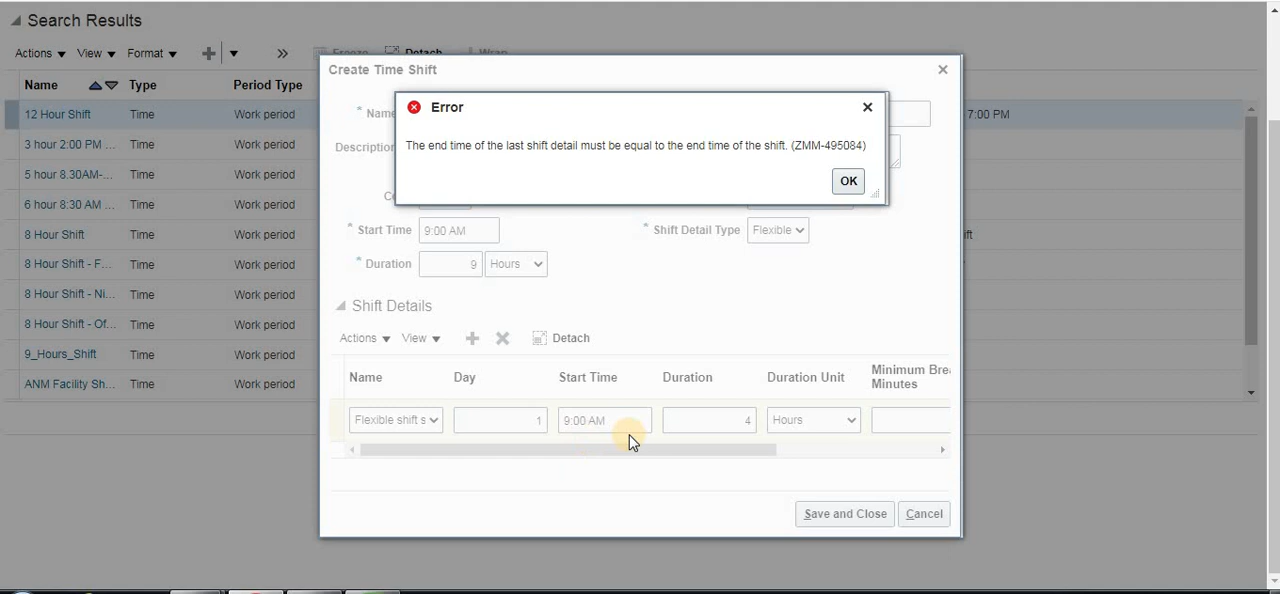 Search Results
Actions View Format Freeze Detach Wrap
Name Type Period Type
12 Hour Shift Time Work period 7:00 PM
3 hour 2:00 PM ... Time Work period
5 hour 8.30AM-... Time Work period
6 hour 8:30 AM ... Time Work period
8 Hour Shift Time Work period
8 Hour Shift - F... Time Work period
8 Hour Shift - Ni... Time Work period
8 Hour Shift - Of... Time Work period
9_Hours_Shift Time Work period
ANM Facility Sh... Time Work period
Create Time Shift
* Name
Description
Error
The end time of the last shift detail must be equal to the end time of the shift. (ZMM-495084)
OK
* Start Time 9:00 AM * Shift Detail Type Flexible
* Duration 9 Hours
Shift Details
Actions View Detach
Name Day Start Time Duration Duration Unit Minimum Brea
Minutes
Flexible shift s 1 9:00 AM 4 Hours
Save and Close Cancel